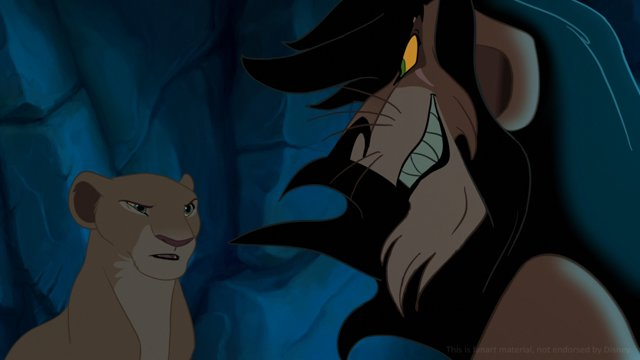 This is fanart material, not endorsed by Disney